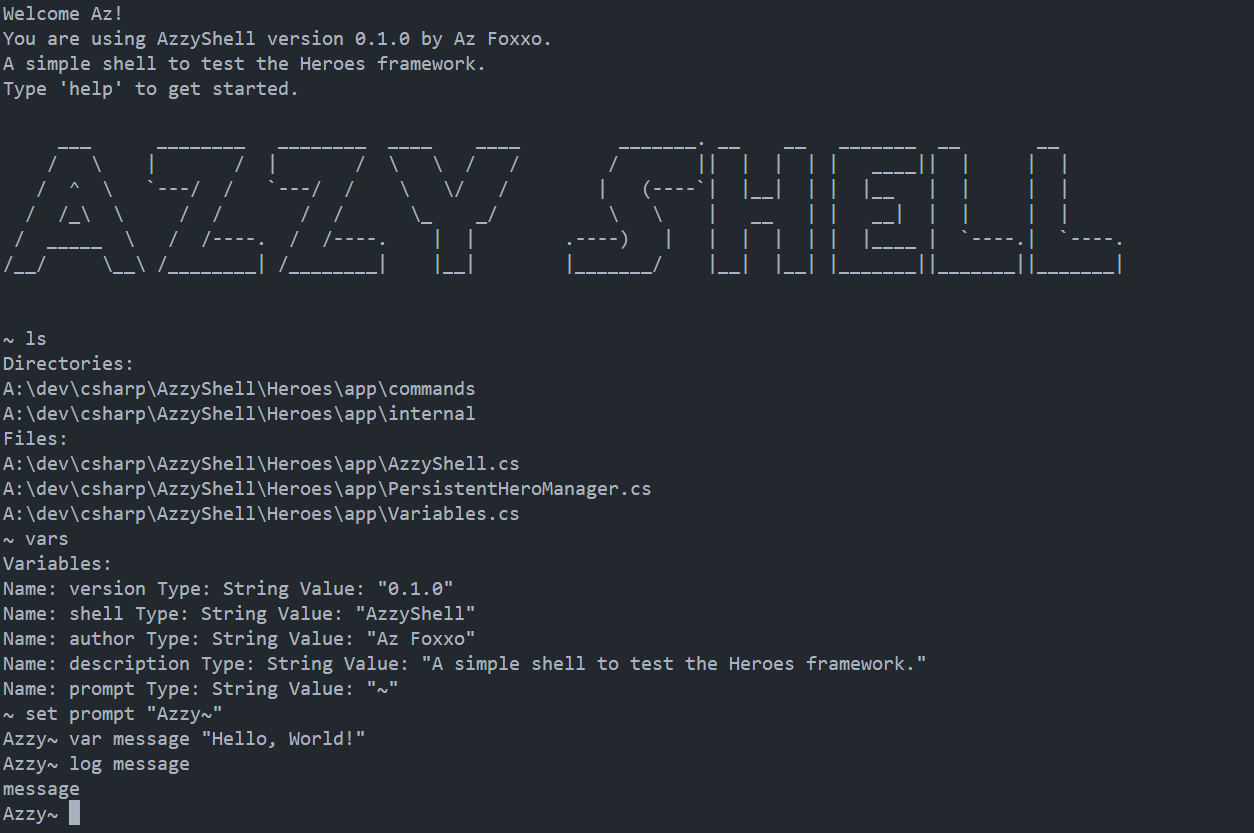 Welcome Az!
You are using AzzyShell version 0.1.0 by Az Foxxo.
A simple shell to test the Heroes framework.
Type 'help' to get started.
AZZY SHELL
~ ls
Directories:
A:\dev\csharp\AzzyShell\Heroes\app\commands
A:\dev\csharp\AzzyShell\Heroes\app\internal
Files:
A:\dev\csharp\AzzyShell\Heroes\app\AzzyShell.cs
A:\dev\csharp\AzzyShell\Heroes\app\PersistentHeroManager.cs
A:\dev\csharp\AzzyShell\Heroes\app\Variables.cs
~ vars
Variables:
Name: version Type: String Value: "0.1.0"
Name: shell Type: String Value: "AzzyShell"
Name: author Type: String Value: "Az Foxxo"
Name: description Type: String Value: "A simple shell to test the Heroes framework."
Name: prompt Type: String Value: "~"
~ set prompt "Azzy~"
Azzy~ var message "Hello, World!"
Azzy~ log message
message
Azzy~